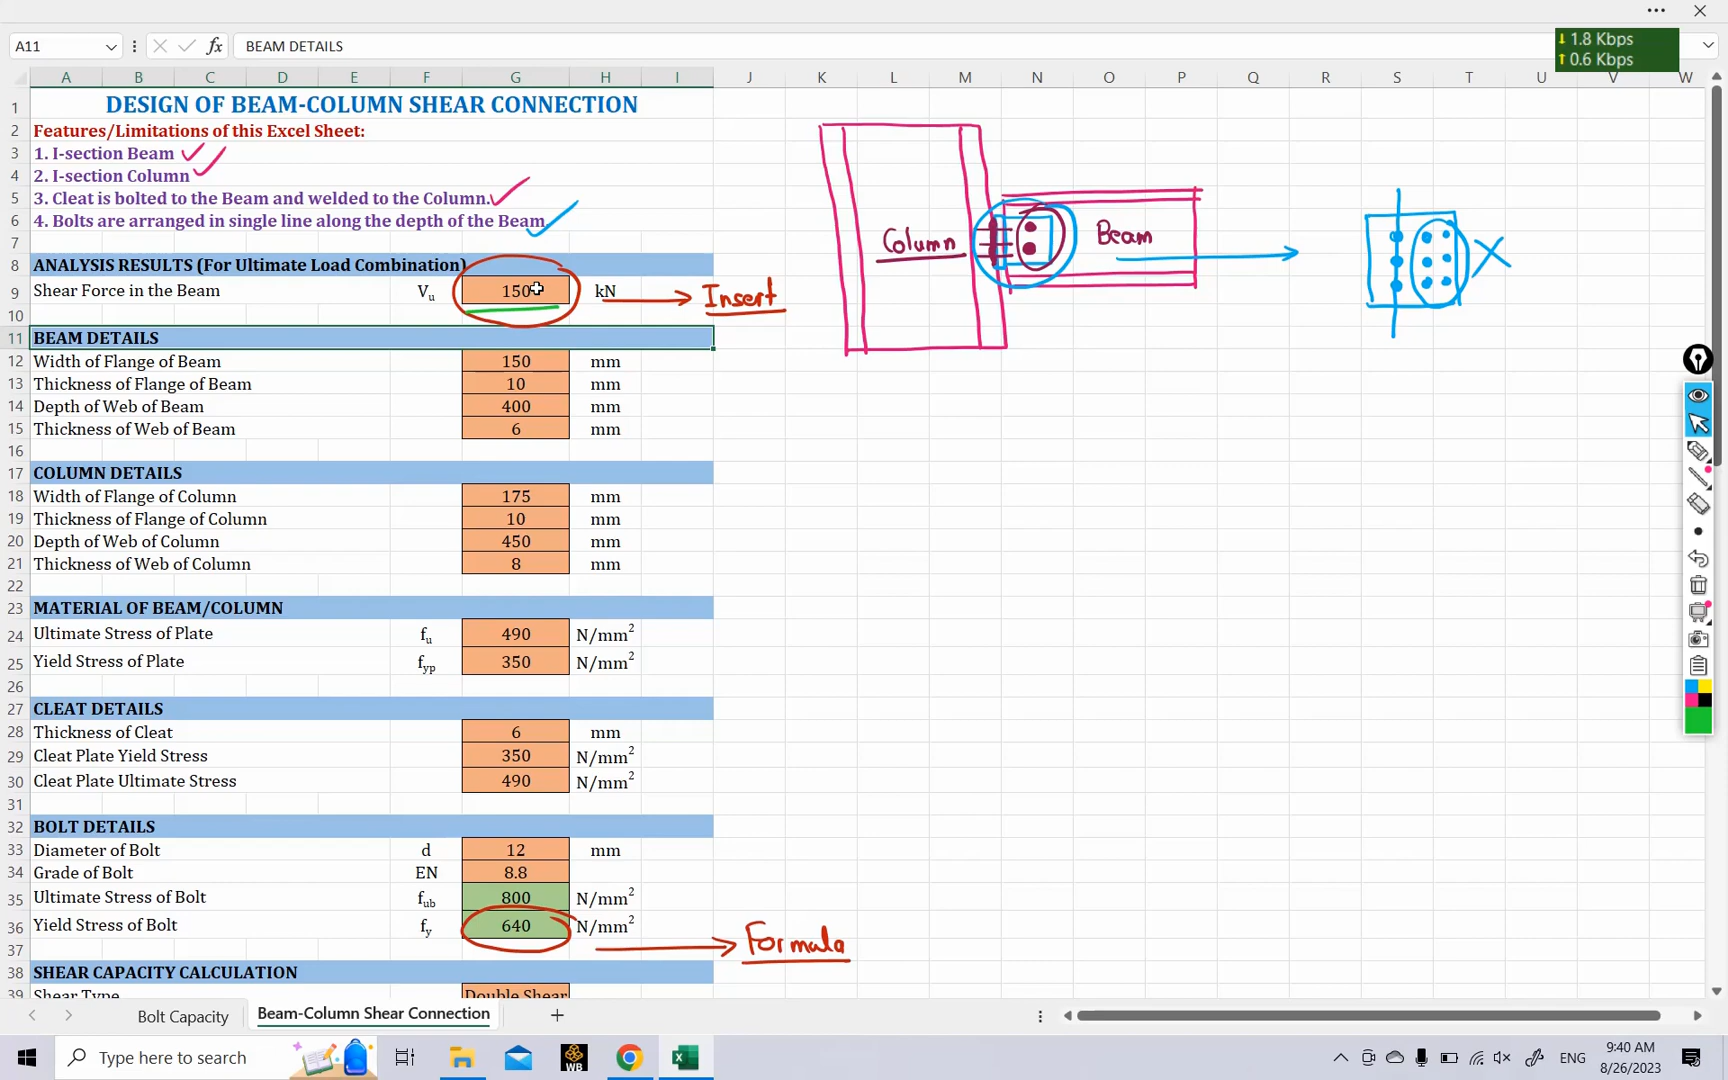 A11
fx
BEAM DETAILS
1.8 Kbps
0.6 Kbps
A B C D E F G H I J K L M N O P Q R S T U V W
1 DESIGN OF BEAM-COLUMN SHEAR CONNECTION
2 Features/Limitations of this Excel Sheet:
3 1. I-section Beam
4 2. I-section Column
5 3. Cleat is bolted to the Beam and welded to the Column.
6 4. Bolts are arranged in single line along the depth of the Beam
7
8 ANALYSIS RESULTS (For Ultimate Load Combination)
9 Shear Force in the Beam Vu 150 kN Insert
10
11 BEAM DETAILS
12 Width of Flange of Beam 150 mm
13 Thickness of Flange of Beam 10 mm
14 Depth of Web of Beam 400 mm
15 Thickness of Web of Beam 6 mm
16
17 COLUMN DETAILS
18 Width of Flange of Column 175 mm
19 Thickness of Flange of Column 10 mm
20 Depth of Web of Column 450 mm
21 Thickness of Web of Column 8 mm
22
23 MATERIAL OF BEAM/COLUMN
24 Ultimate Stress of Plate fu 490 N/mm2
25 Yield Stress of Plate fyp 350 N/mm2
26
27 CLEAT DETAILS
28 Thickness of Cleat 6 mm
29 Cleat Plate Yield Stress 350 N/mm2
30 Cleat Plate Ultimate Stress 490 N/mm2
31
32 BOLT DETAILS
33 Diameter of Bolt d 12 mm
34 Grade of Bolt EN 8.8
35 Ultimate Stress of Bolt fub 800 N/mm2
36 Yield Stress of Bolt fy 640 N/mm2 Formula
37
38 SHEAR CAPACITY CALCULATION
39 Shear Type Double Shear
Column
Beam
Bolt Capacity
Beam-Column Shear Connection
Type here to search
WB
ENG
9:40 AM
8/26/2023